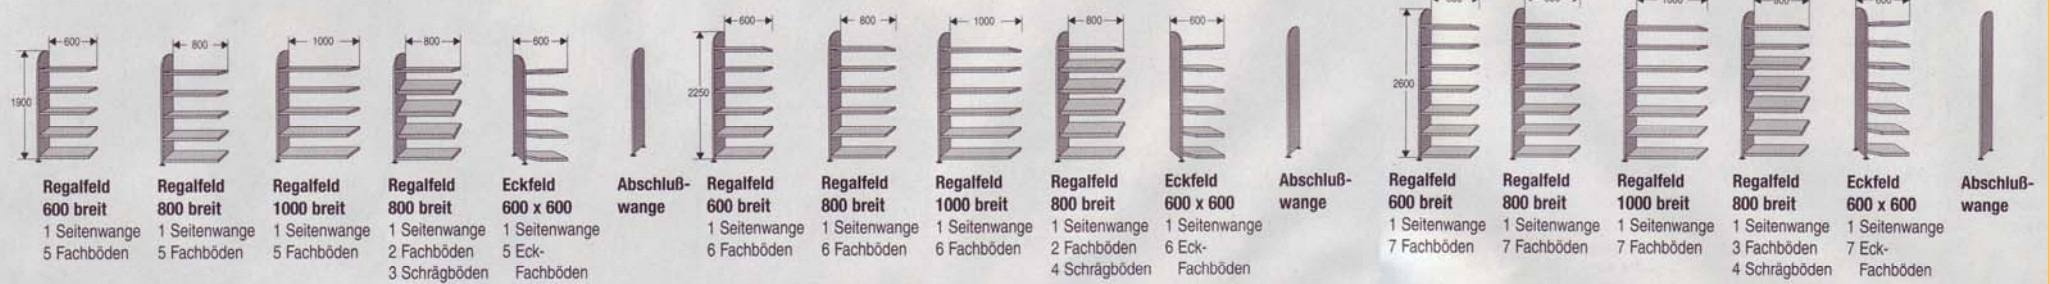 600
800
1000
800
600
1900
Regalfeld
600 breit
1 Seitenwange
5 Fachböden
Regalfeld
800 breit
1 Seitenwange
5 Fachböden
Regalfeld
1000 breit
1 Seitenwange
5 Fachböden
Regalfeld
800 breit
1 Seitenwange
2 Fachböden
3 Schrägböden
Eckfeld
600 x 600
1 Seitenwange
5 Eck-
Fachböden
Abschluß-
wange
600
800
1000
800
600
2250
Regalfeld
600 breit
1 Seitenwange
6 Fachböden
Regalfeld
800 breit
1 Seitenwange
6 Fachböden
Regalfeld
1000 breit
1 Seitenwange
6 Fachböden
Regalfeld
800 breit
1 Seitenwange
2 Fachböden
4 Schrägböden
Eckfeld
600 x 600
1 Seitenwange
6 Eck-
Fachböden
Abschluß-
wange
2600
Regalfeld
600 breit
1 Seitenwange
7 Fachböden
Regalfeld
800 breit
1 Seitenwange
7 Fachböden
Regalfeld
1000 breit
1 Seitenwange
7 Fachböden
Regalfeld
800 breit
1 Seitenwange
3 Fachböden
4 Schrägböden
Eckfeld
600 x 600
1 Seitenwange
7 Eck-
Fachböden
Abschluß-
wange